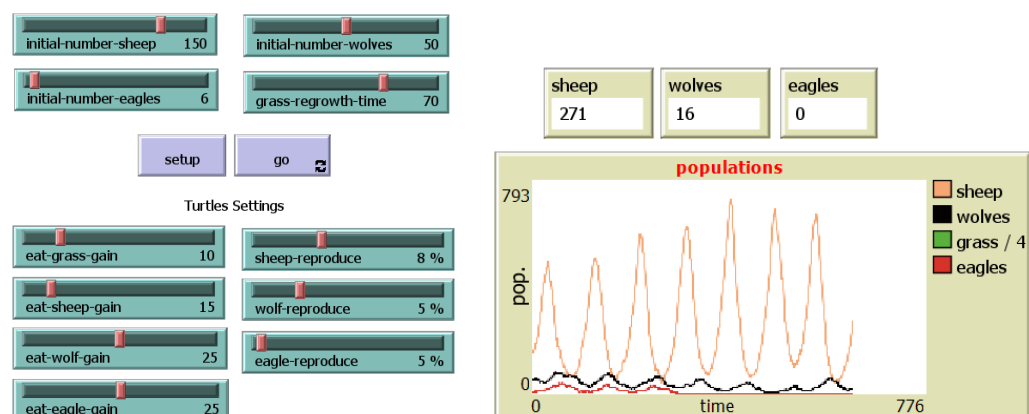 initial-number-sheep 150
initial-number-wolves 50
initial-number-eagles 6
grass-regrowth-time 70
setup
go
Turtles Settings
eat-grass-gain 10
sheep-reproduce 8 %
eat-sheep-gain 15
wolf-reproduce 5 %
eat-wolf-gain 25
eagle-reproduce 5 %
eat-eagle-gain 25
sheep
271
wolves
16
eagles
0
populations
793
pop.
0
0
time
776
sheep
wolves
grass / 4
eagles